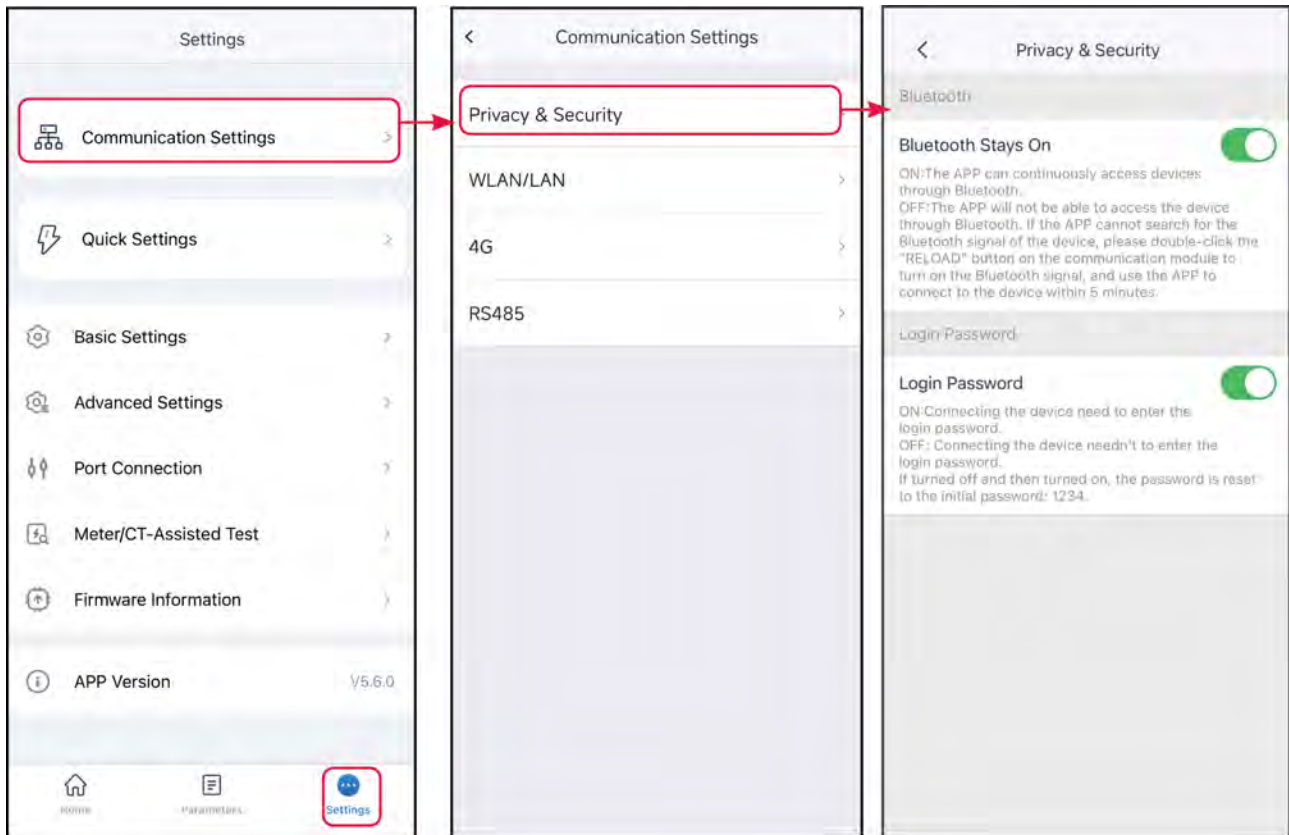 Settings
Communication Settings
Quick Settings
Basic Settings
Advanced Settings
Port Connection
Meter/CT-Assisted Test
Firmware Information
APP Version
V5.6.0
Home
Parameters
Settings
Communication Settings
Privacy & Security
WLAN/LAN
4G
RS485
Privacy & Security
Bluetooth
Bluetooth Stays On
ON:The APP can continuously access devices
through Bluetooth.
OFF:The APP will not be able to access the device
through Bluetooth. If the APP cannot search for the
Bluetooth signal of the device, please double-click the
"RELOAD" button on the communication module to
turn on the Bluetooth signal, and use the APP to
connect to the device within 5 minutes.
Login Password
Login Password
ON:Connecting the device need to enter the
login password.
OFF: Connecting the device needn't to enter the
login password.
If turned off and then turned on, the password is reset
to the initial password: 1234.